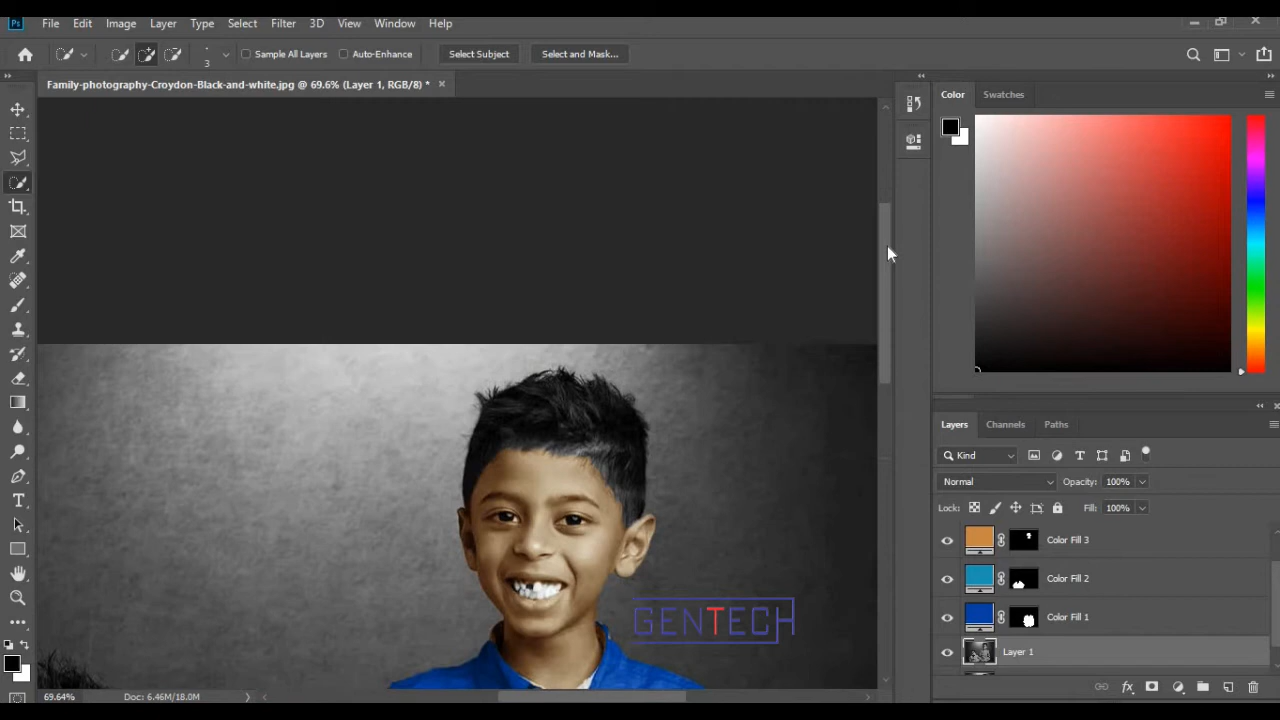 File Edit Image Layer Type Select Filter 3D View Window Help
3 Sample All Layers Auto-Enhance Select Subject Select and Mask...
Family-photography-Croydon-Black-and-white.jpg @ 69.6% (Layer 1, RGB/8) *
Color Swatches
Layers Channels Paths
Kind
Normal Opacity: 100%
Lock: Fill: 100%
Color Fill 3
Color Fill 2
Color Fill 1
Layer 1
GENTECH
69.64% Doc: 6.46M/18.0M